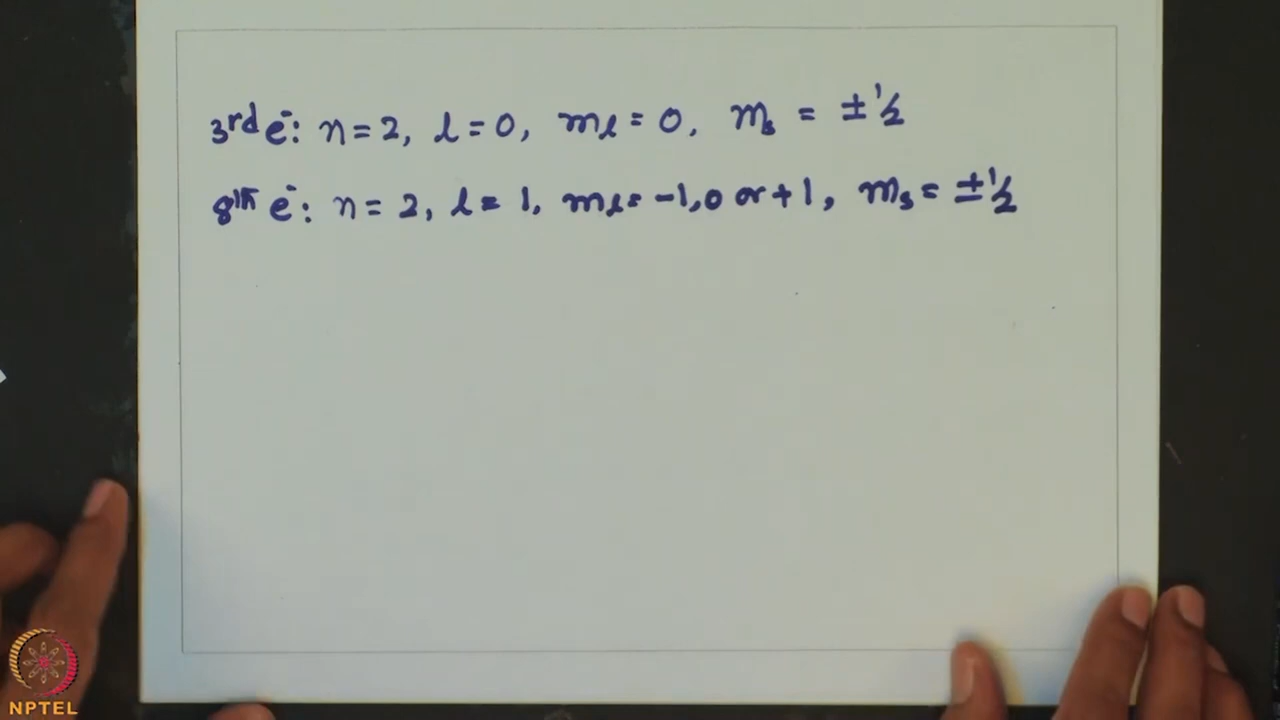 3rd e⁻: n = 2, l = 0, ml = 0, ms = ±1/2
8th e⁻: n = 2, l = 1, ml = -1, 0 or +1, ms = ±1/2
NPTEL